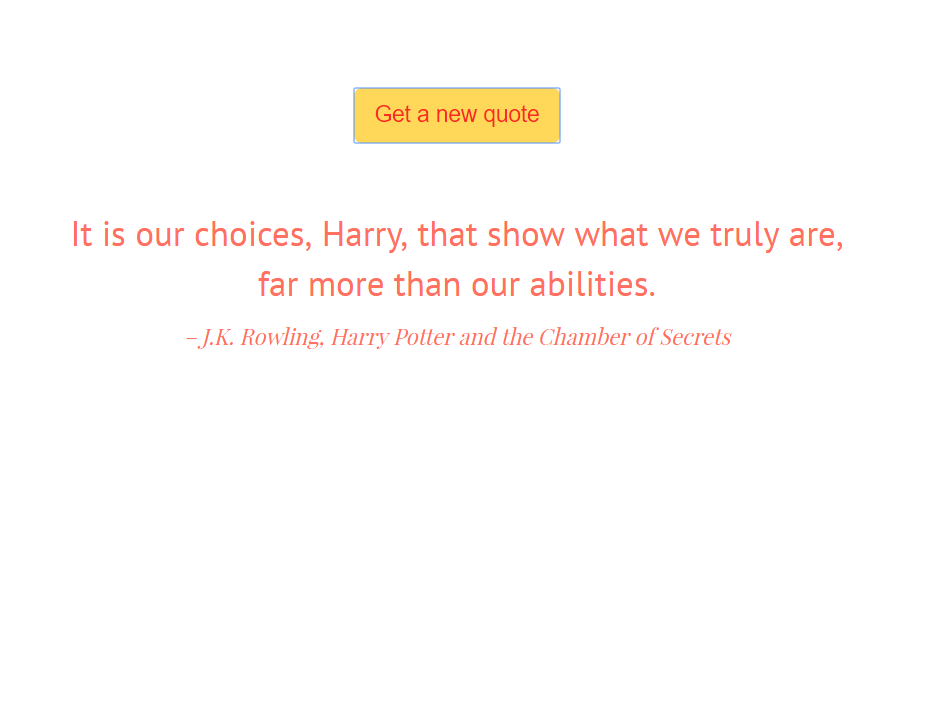 Get a new quote
It is our choices, Harry, that show what we truly are,
far more than our abilities.
– J.K. Rowling, Harry Potter and the Chamber of Secrets